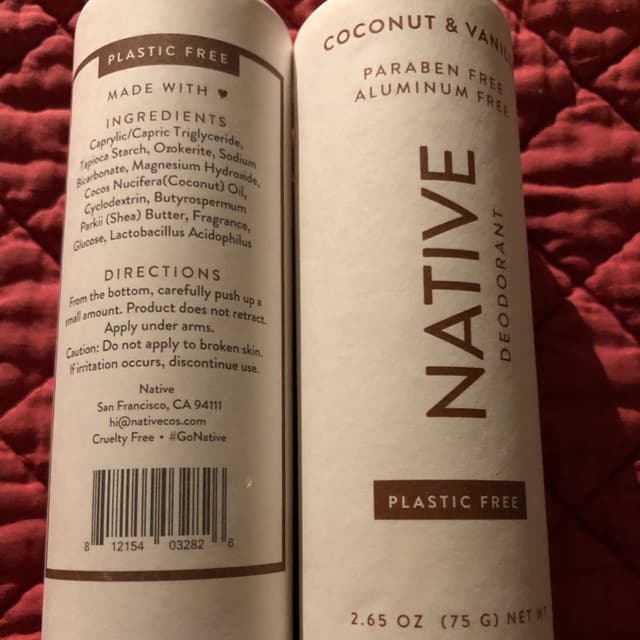 PLASTIC FREE
MADE WITH ♥
INGREDIENTS
Caprylic/Capric Triglyceride,
Tapioca Starch, Ozokerite, Sodium
Bicarbonate, Magnesium Hydroxide,
Cocos Nucifera(Coconut) Oil,
Cyclodextrin, Butyrospermum
Parkii (Shea) Butter, Fragrance,
Glucose, Lactobacillus Acidophilus
DIRECTIONS
From the bottom, carefully push up a
small amount. Product does not retract.
Apply under arms.
Caution: Do not apply to broken skin.
If irritation occurs, discontinue use.
Native
San Francisco, CA 94111
hi@nativecos.com
Cruelty Free • #GoNative
8 12154 03282 6
COCONUT & VANIL
PARABEN FREE
ALUMINUM FREE
NATIVE
DEODORANT
PLASTIC FREE
2.65 OZ (75 G) NET WT